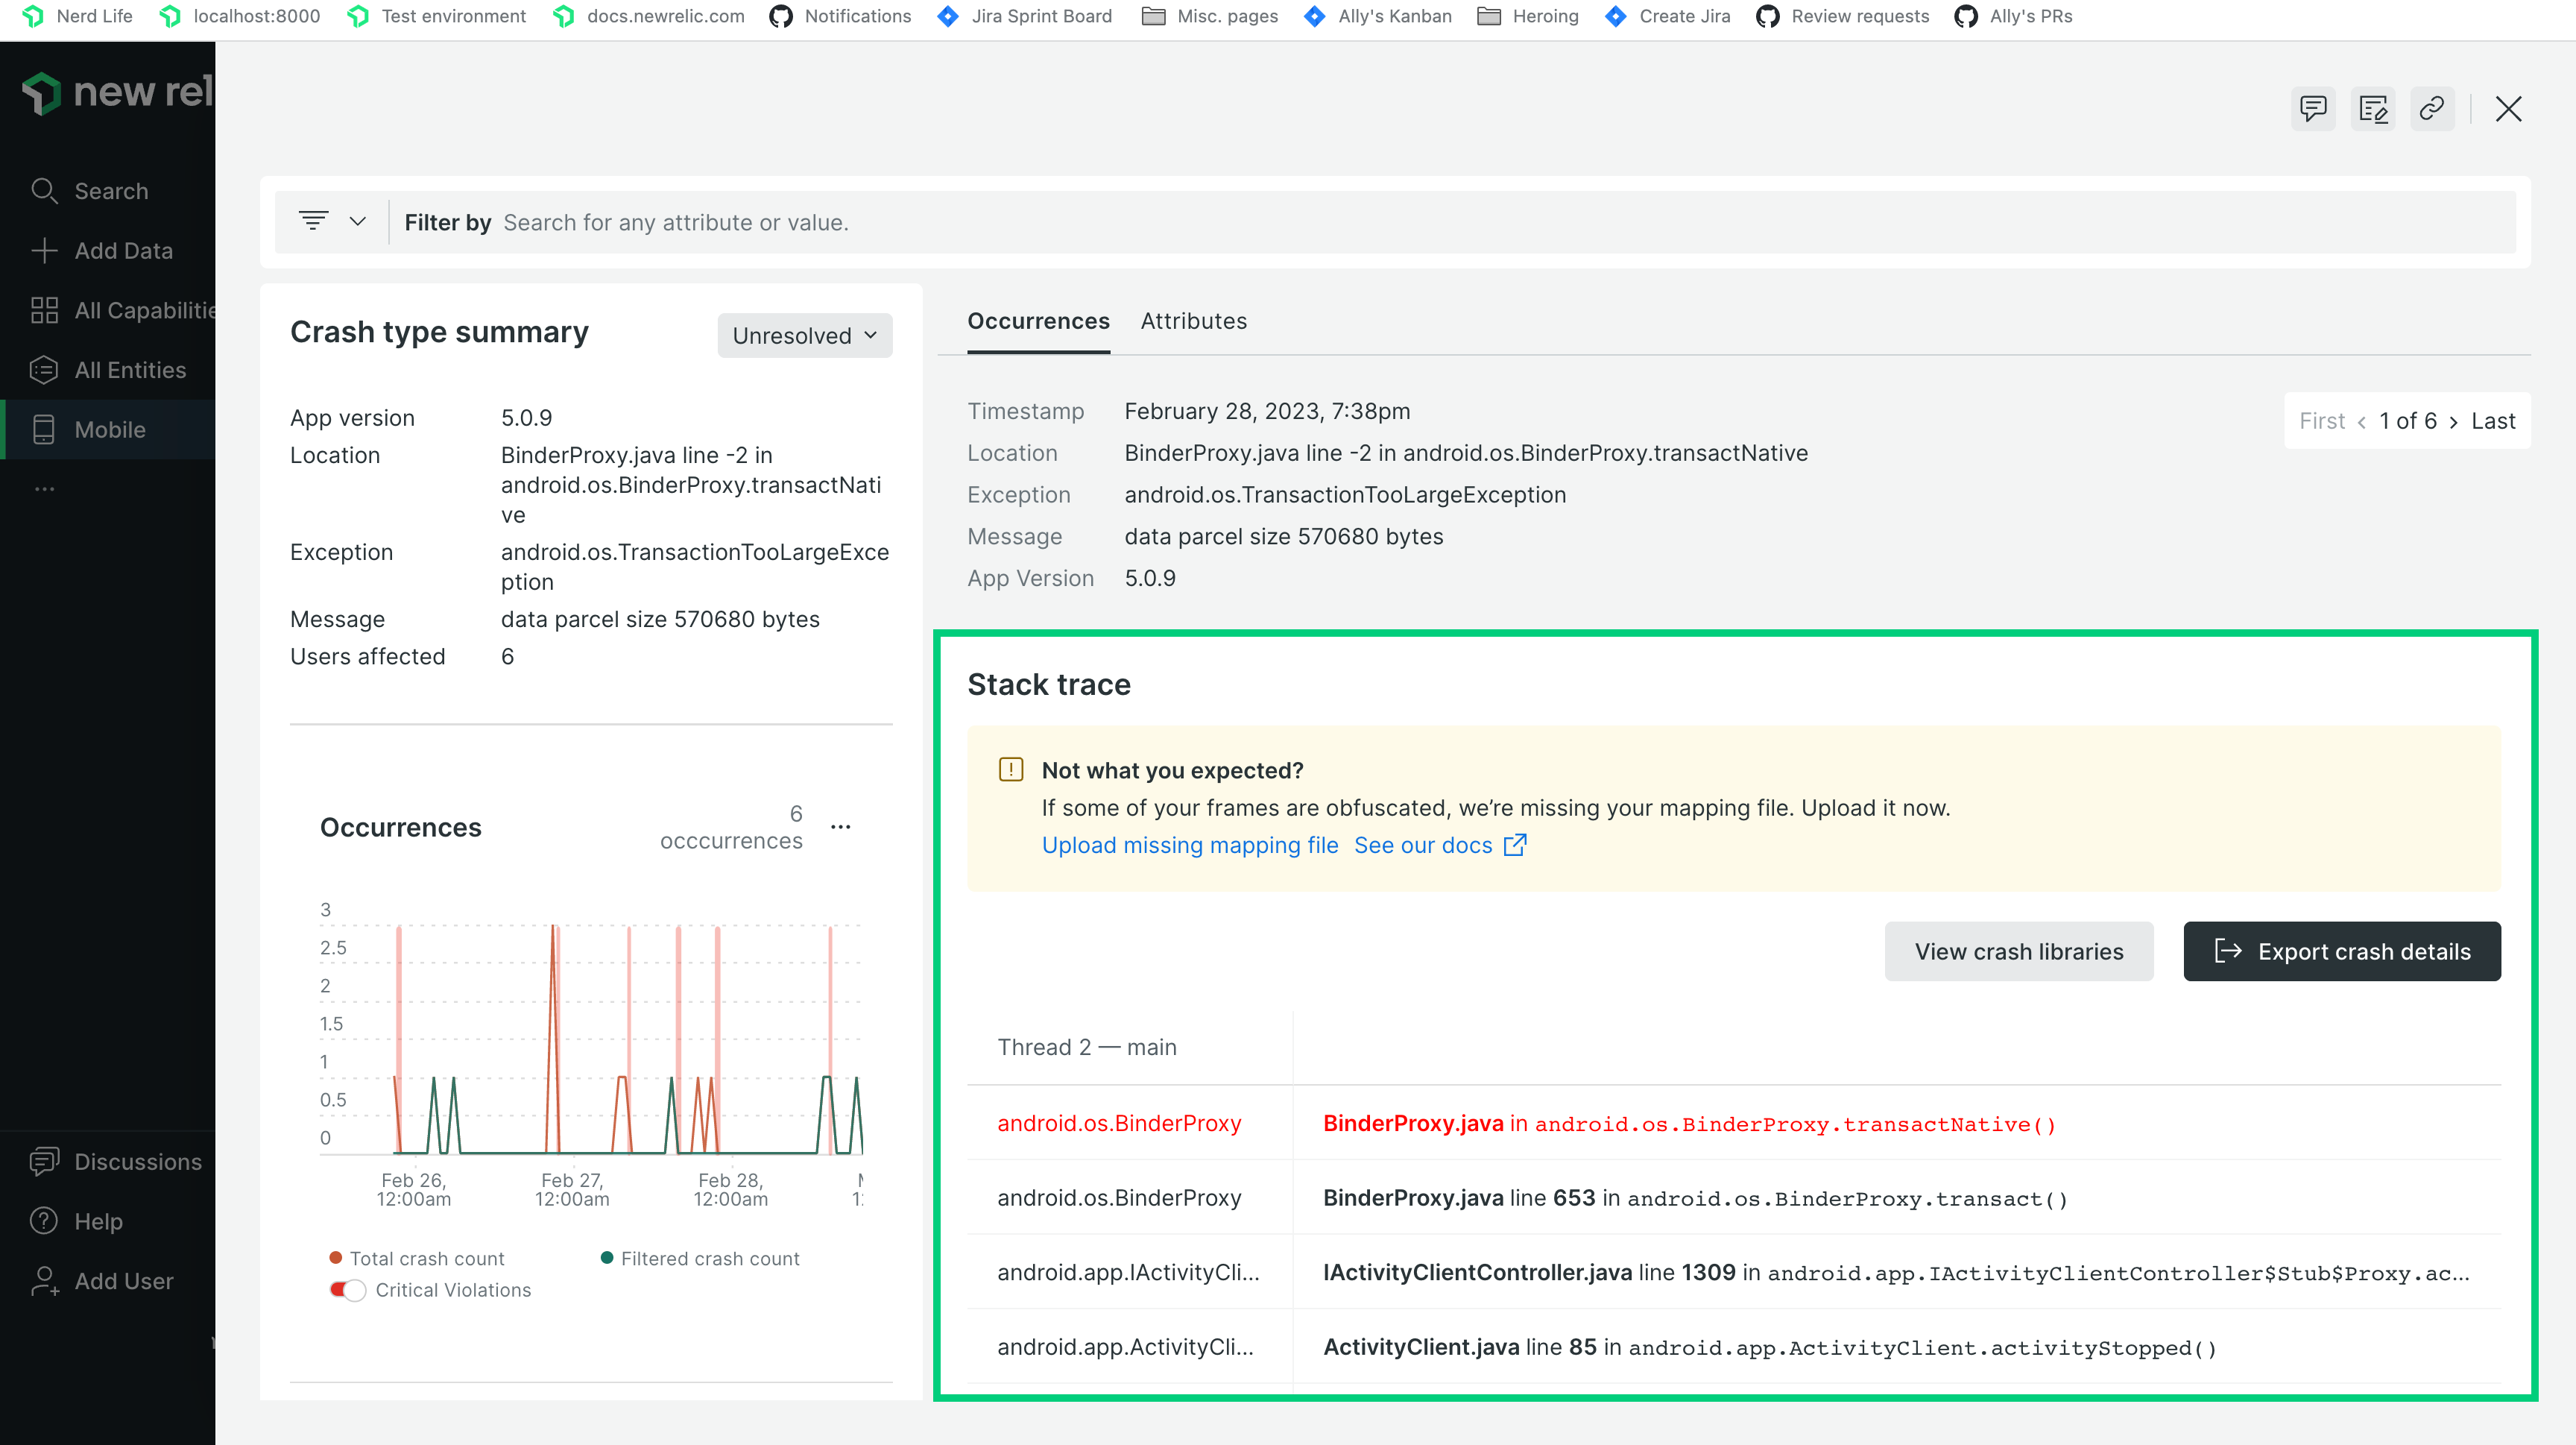 Nerd Life localhost:8000 Test environment docs.newrelic.com Notifications Jira Sprint Board Misc. pages Ally's Kanban Heroing Create Jira Review requests Ally's PRs
new rel
Search
Add Data
All Capabilitie
All Entities
Mobile
...
Discussions
Help
Add User
Filter by Search for any attribute or value.
Crash type summary
Unresolved
App version 5.0.9
Location BinderProxy.java line -2 in
android.os.BinderProxy.transactNati
ve
Exception android.os.TransactionTooLargeExce
ption
Message data parcel size 570680 bytes
Users affected 6
Occurrences
6
occcurrences
...
3
2.5
2
1.5
1
0.5
0
Feb 26,
12:00am
Feb 27,
12:00am
Feb 28,
12:00am
Total crash count Filtered crash count
Critical Violations
Occurrences Attributes
Timestamp February 28, 2023, 7:38pm
Location BinderProxy.java line -2 in android.os.BinderProxy.transactNative
Exception android.os.TransactionTooLargeException
Message data parcel size 570680 bytes
App Version 5.0.9
First < 1 of 6 > Last
Stack trace
Not what you expected?
If some of your frames are obfuscated, we’re missing your mapping file. Upload it now.
Upload missing mapping file See our docs
View crash libraries
Export crash details
Thread 2 — main
android.os.BinderProxy BinderProxy.java in android.os.BinderProxy.transactNative()
android.os.BinderProxy BinderProxy.java line 653 in android.os.BinderProxy.transact()
android.app.IActivityCli... IActivityClientController.java line 1309 in android.app.IActivityClientController$Stub$Proxy.ac...
android.app.ActivityCli... ActivityClient.java line 85 in android.app.ActivityClient.activityStopped()